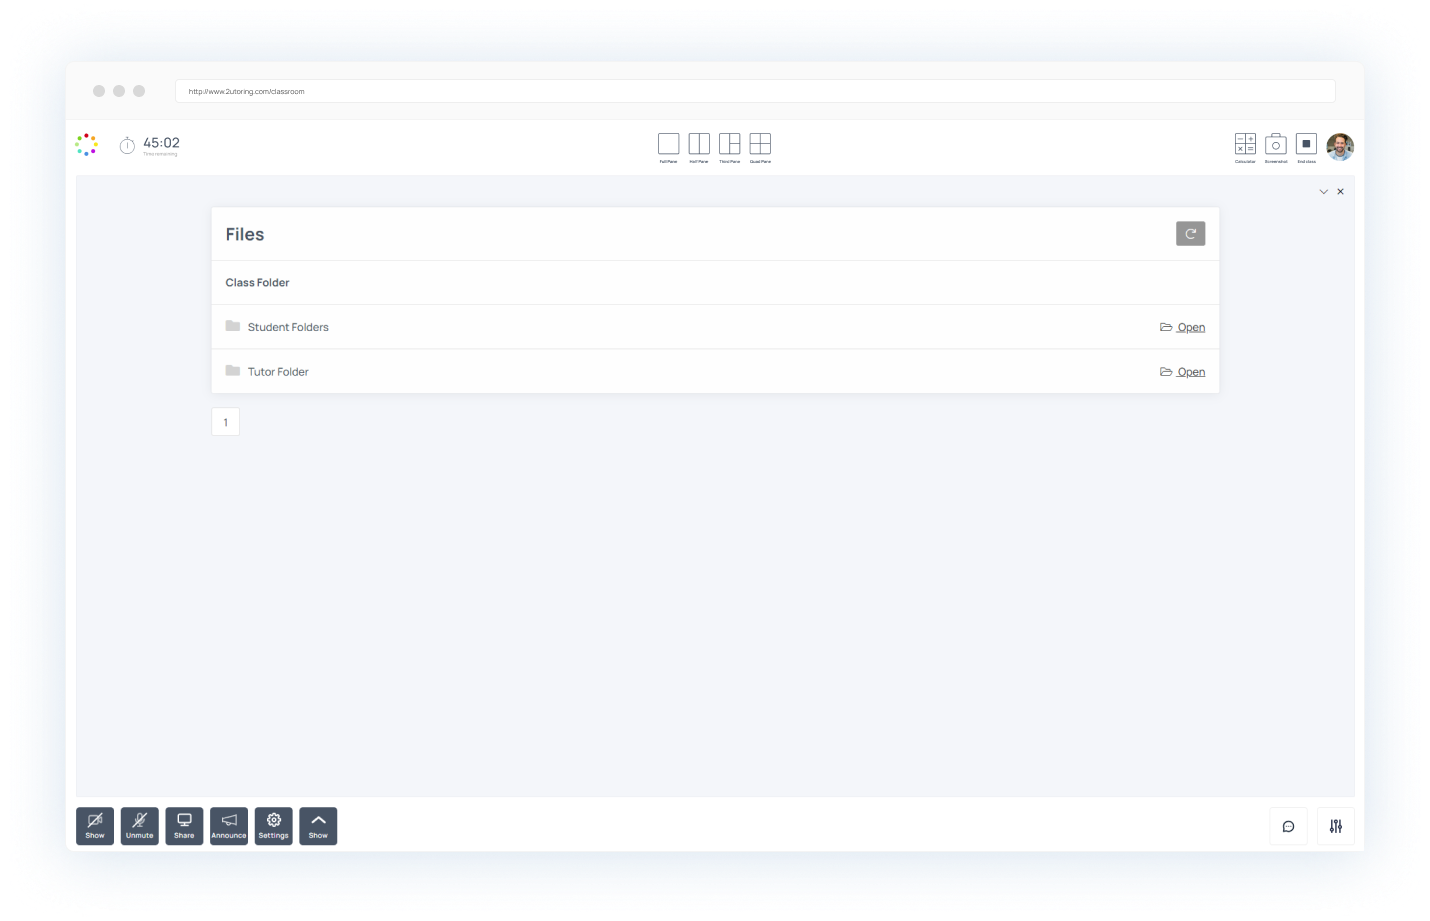 http://www.2utoring.com/classroom
45:02
Time remaining
Full Pane
Half Pane
Third Pane
Quad Pane
Calculator
Screenshot
End class
Files
Class Folder
Student Folders
Open
Tutor Folder
Open
1
Show
Unmute
Share
Announce
Settings
Show